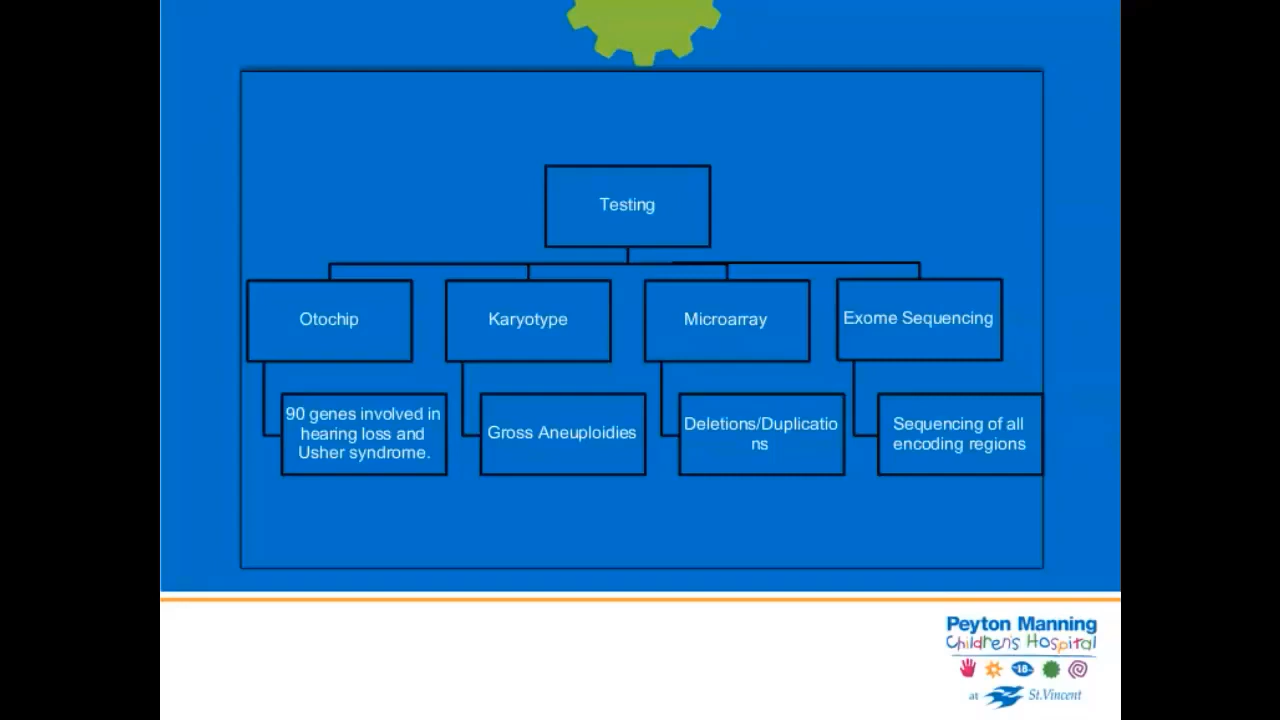 Testing
Otochip
Karyotype
Microarray
Exome Sequencing
90 genes involved in
hearing loss and
Usher syndrome.
Gross Aneuploidies
Deletions/Duplicatio
ns
Sequencing of all
encoding regions
Peyton Manning
Children's Hospital
18
at St.Vincent